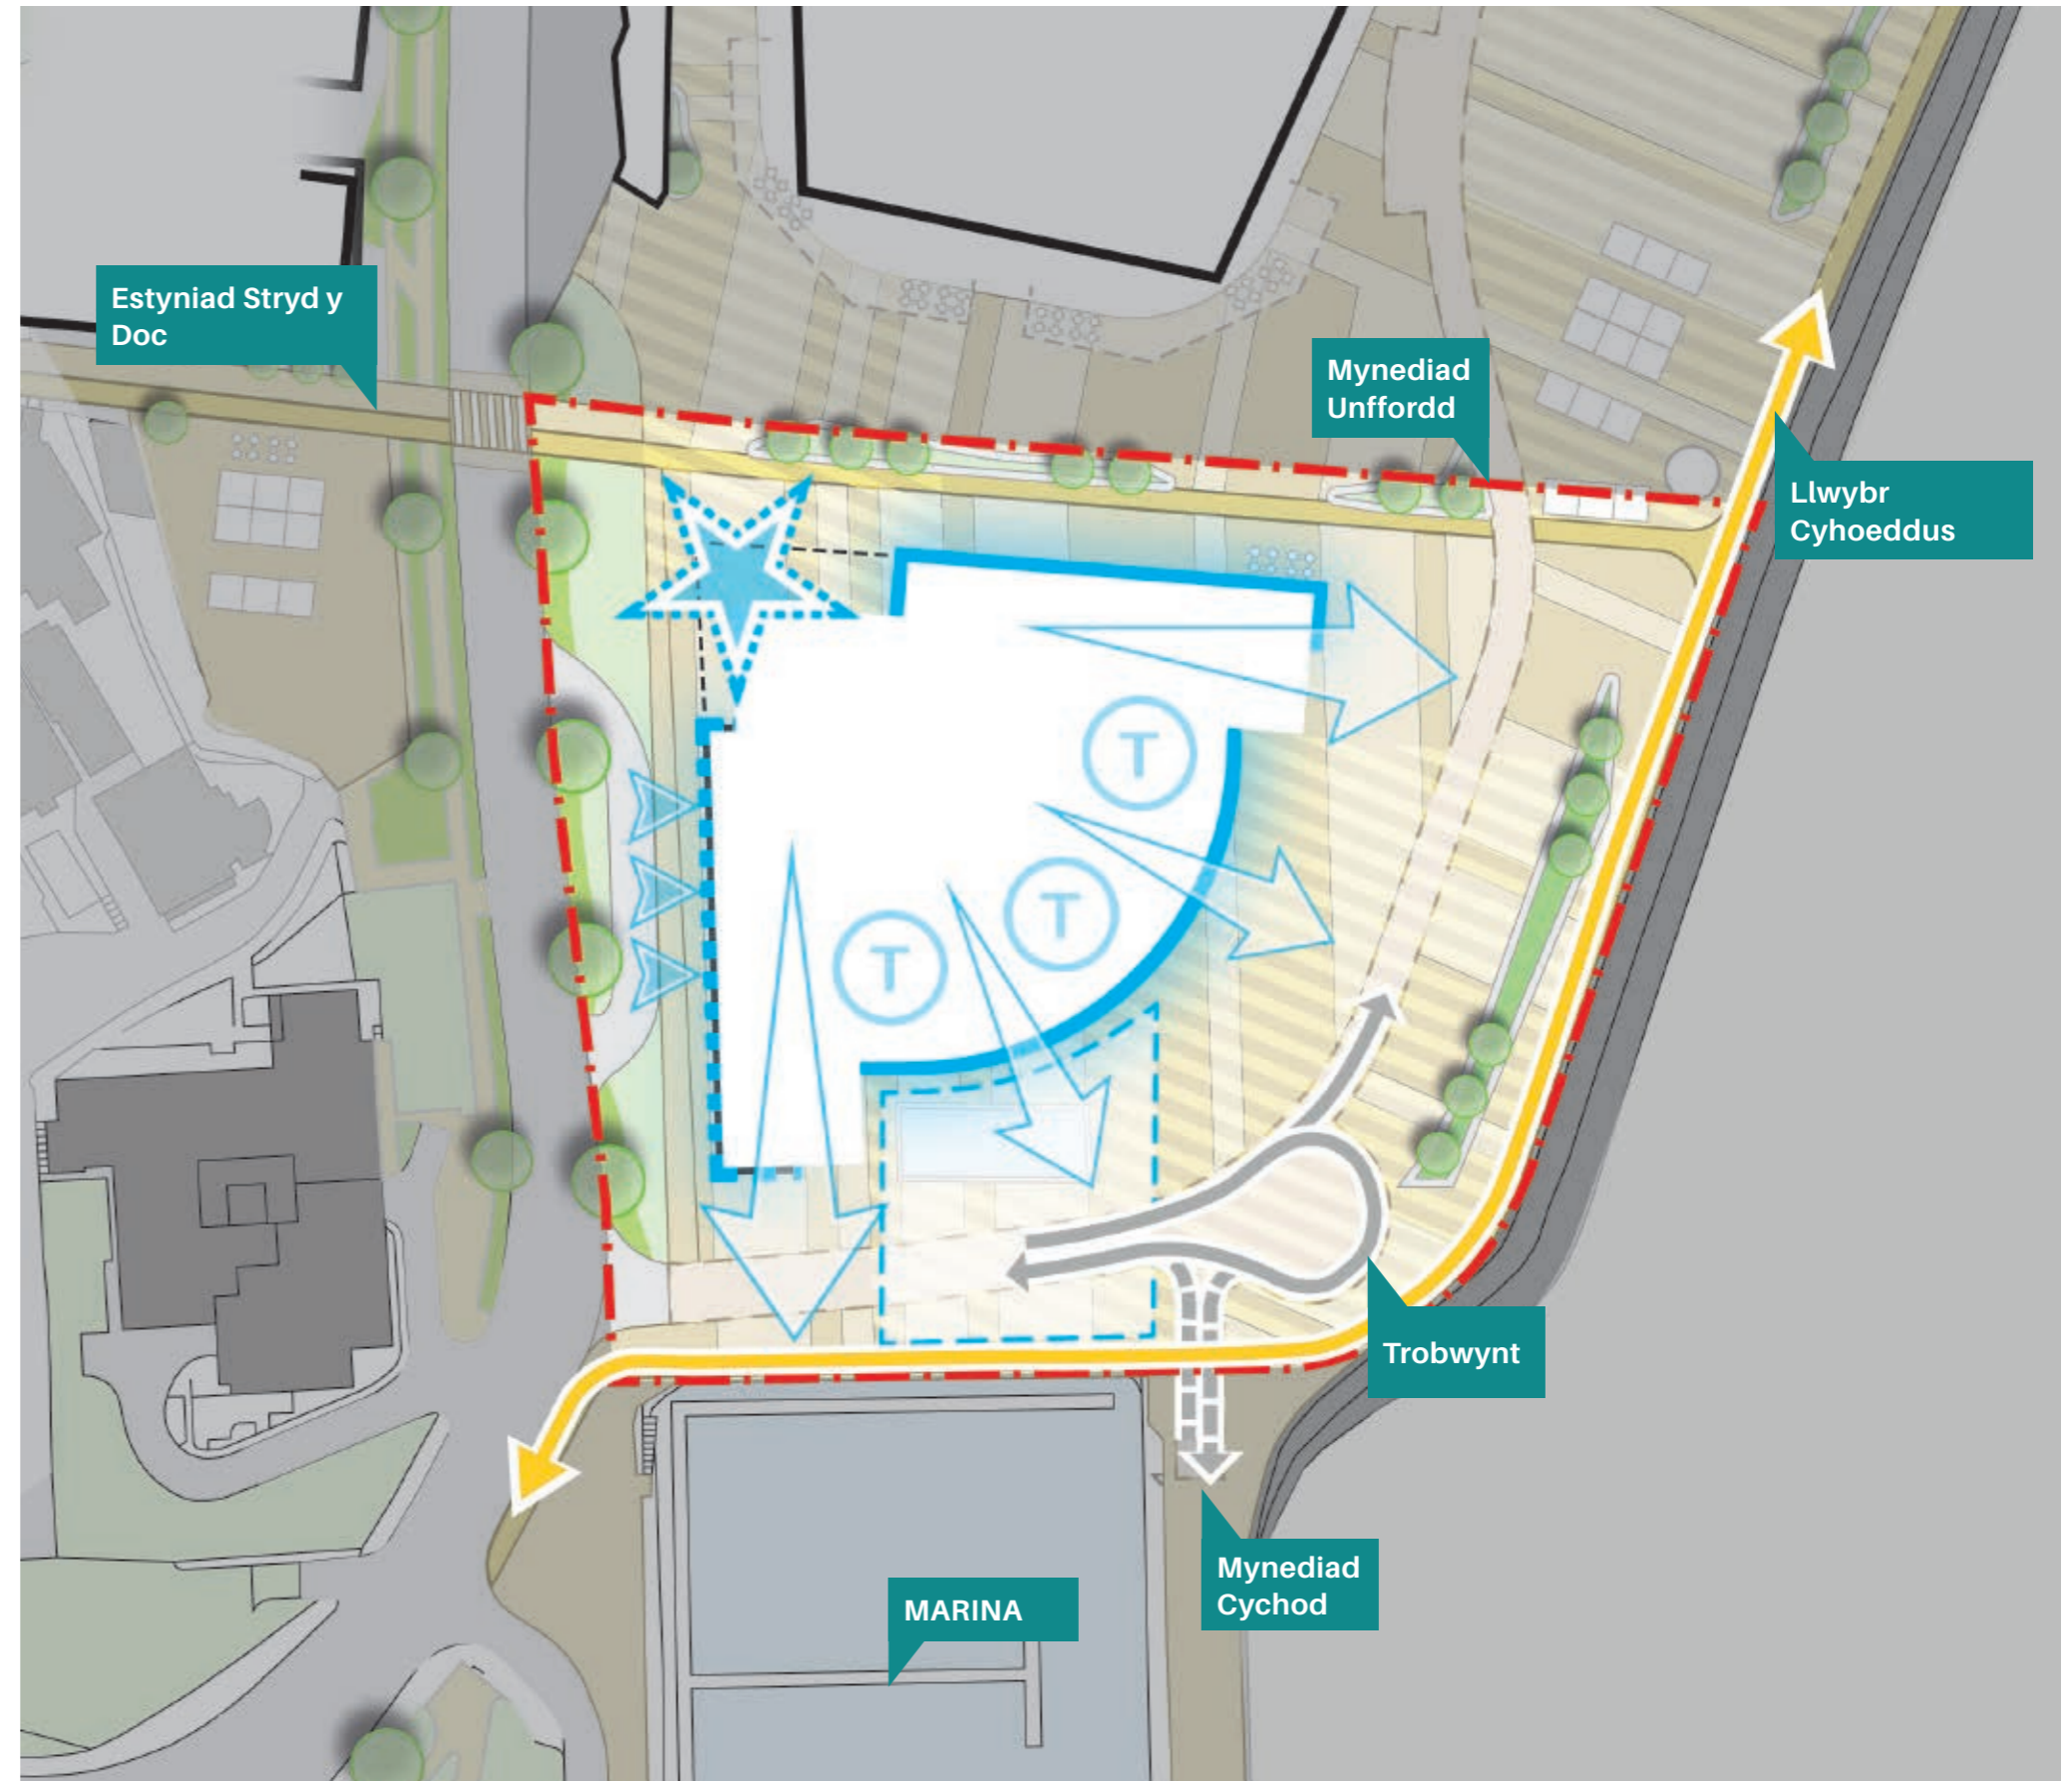 Estyniad Stryd y
Doc
Mynediad
Unffordd
Llwybr
Cyhoeddus
T
T
T
Trobwynt
Mynediad
Cychod
MARINA